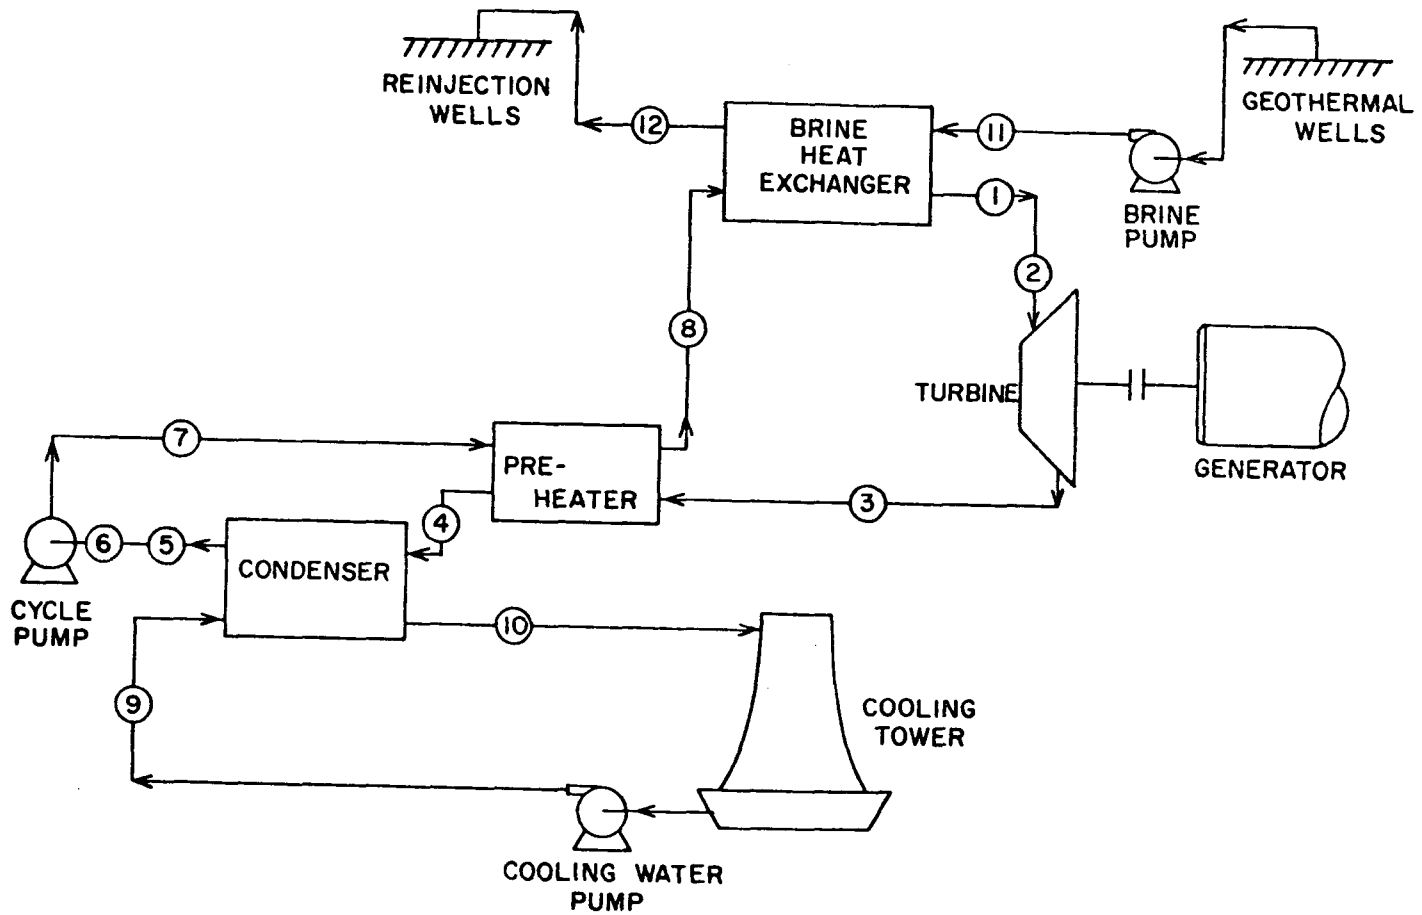 REINJECTION
WELLS
12
BRINE
HEAT
EXCHANGER
11
1
GEOTHERMAL
WELLS
BRINE
PUMP
2
8
TURBINE
GENERATOR
7
PRE-
HEATER
3
4
6
5
CONDENSER
CYCLE
PUMP
10
9
COOLING
TOWER
COOLING WATER
PUMP